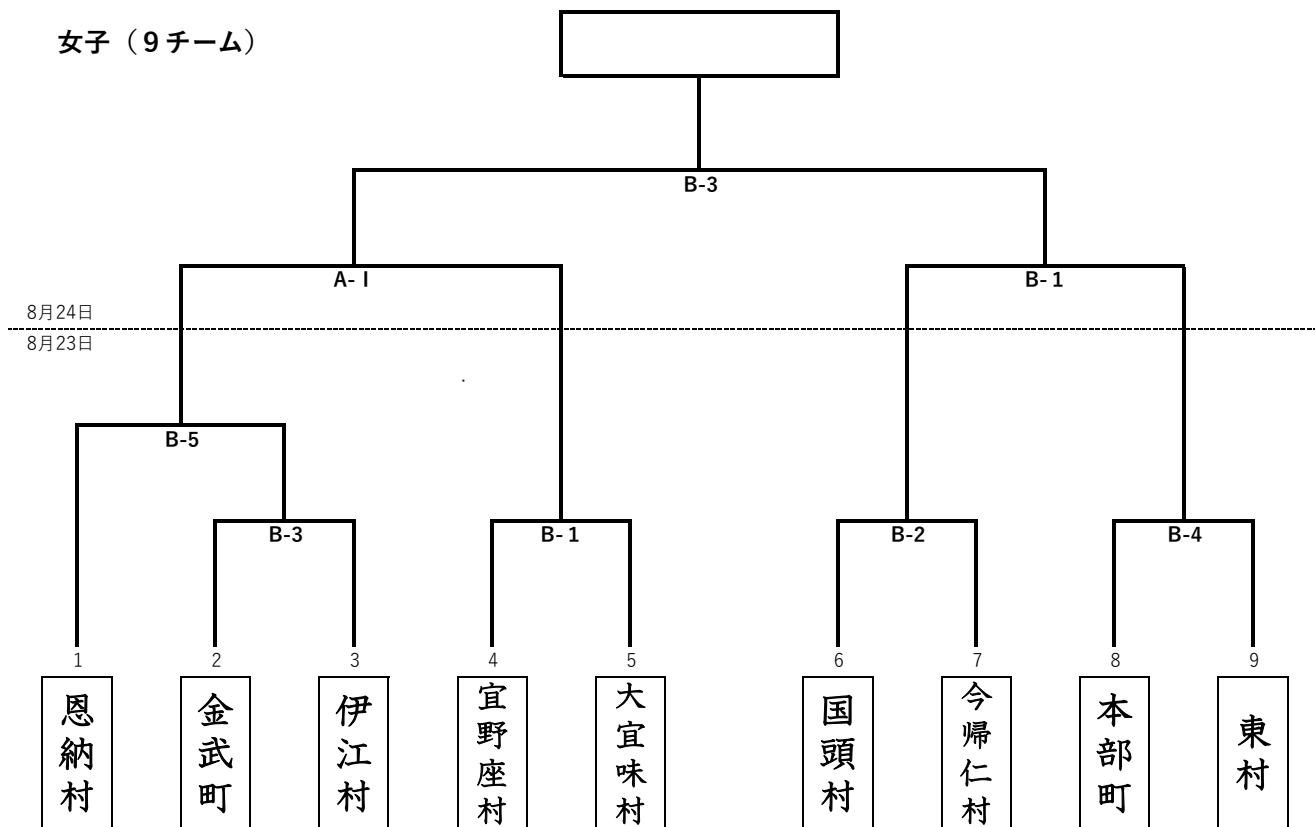 女子（９チーム）
B-3
A-1
B-1
8月24日
8月23日
B-5
B-3
B-1
B-2
B-4
1
2
3
4
5
6
7
8
9
恩納村
金武町
伊江村
宜野座村
大宜味村
国頭村
今帰仁村
本部町
東村